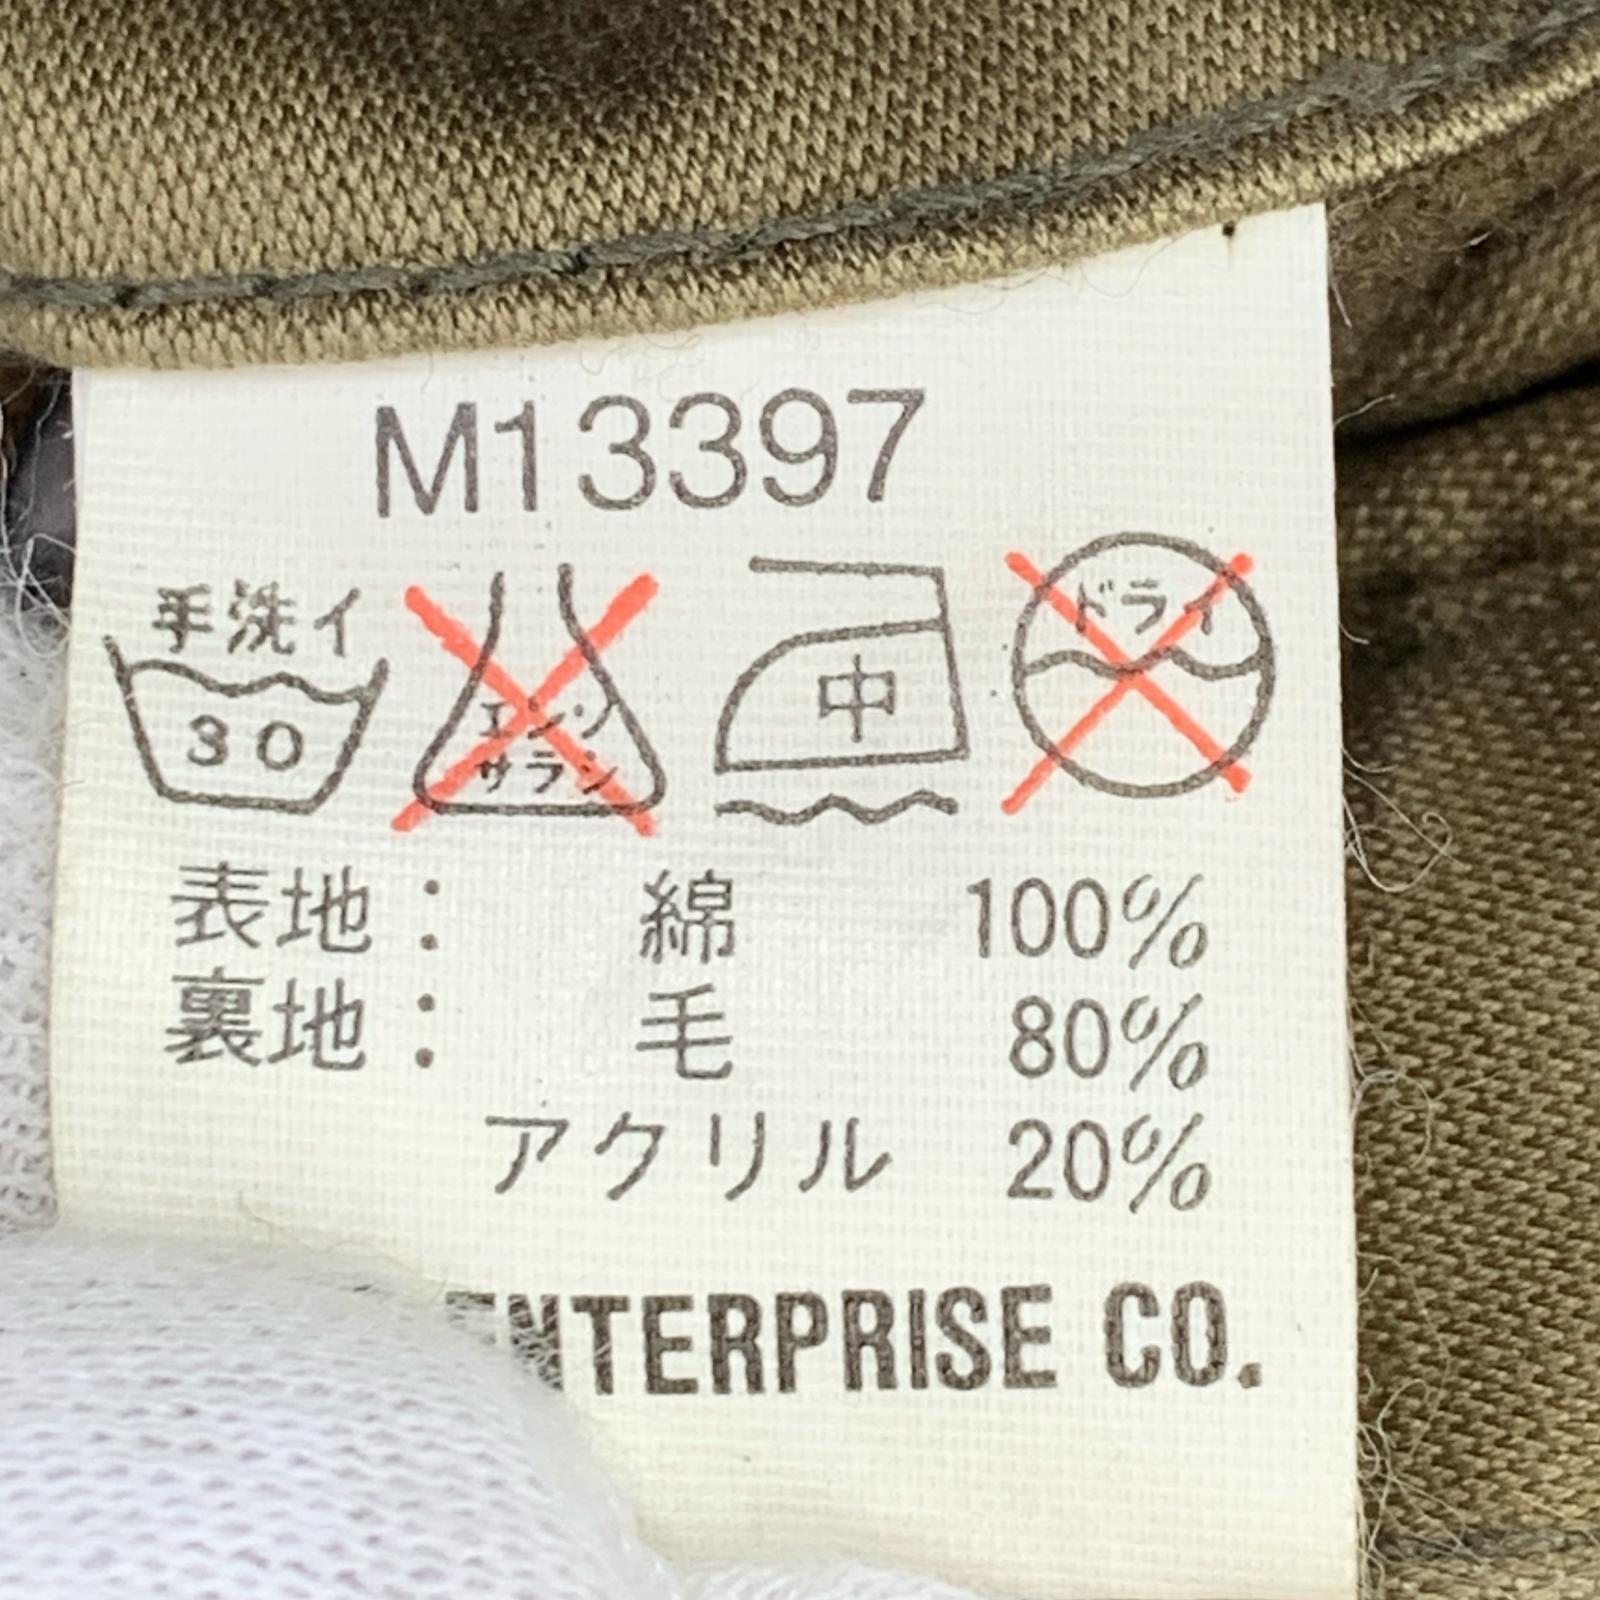 M13397
手洗イ
30
エンソ
サラシ
中
ドライ
表地： 綿 100%
裏地： 毛 80%
アクリル 20%
ENTERPRISE CO.